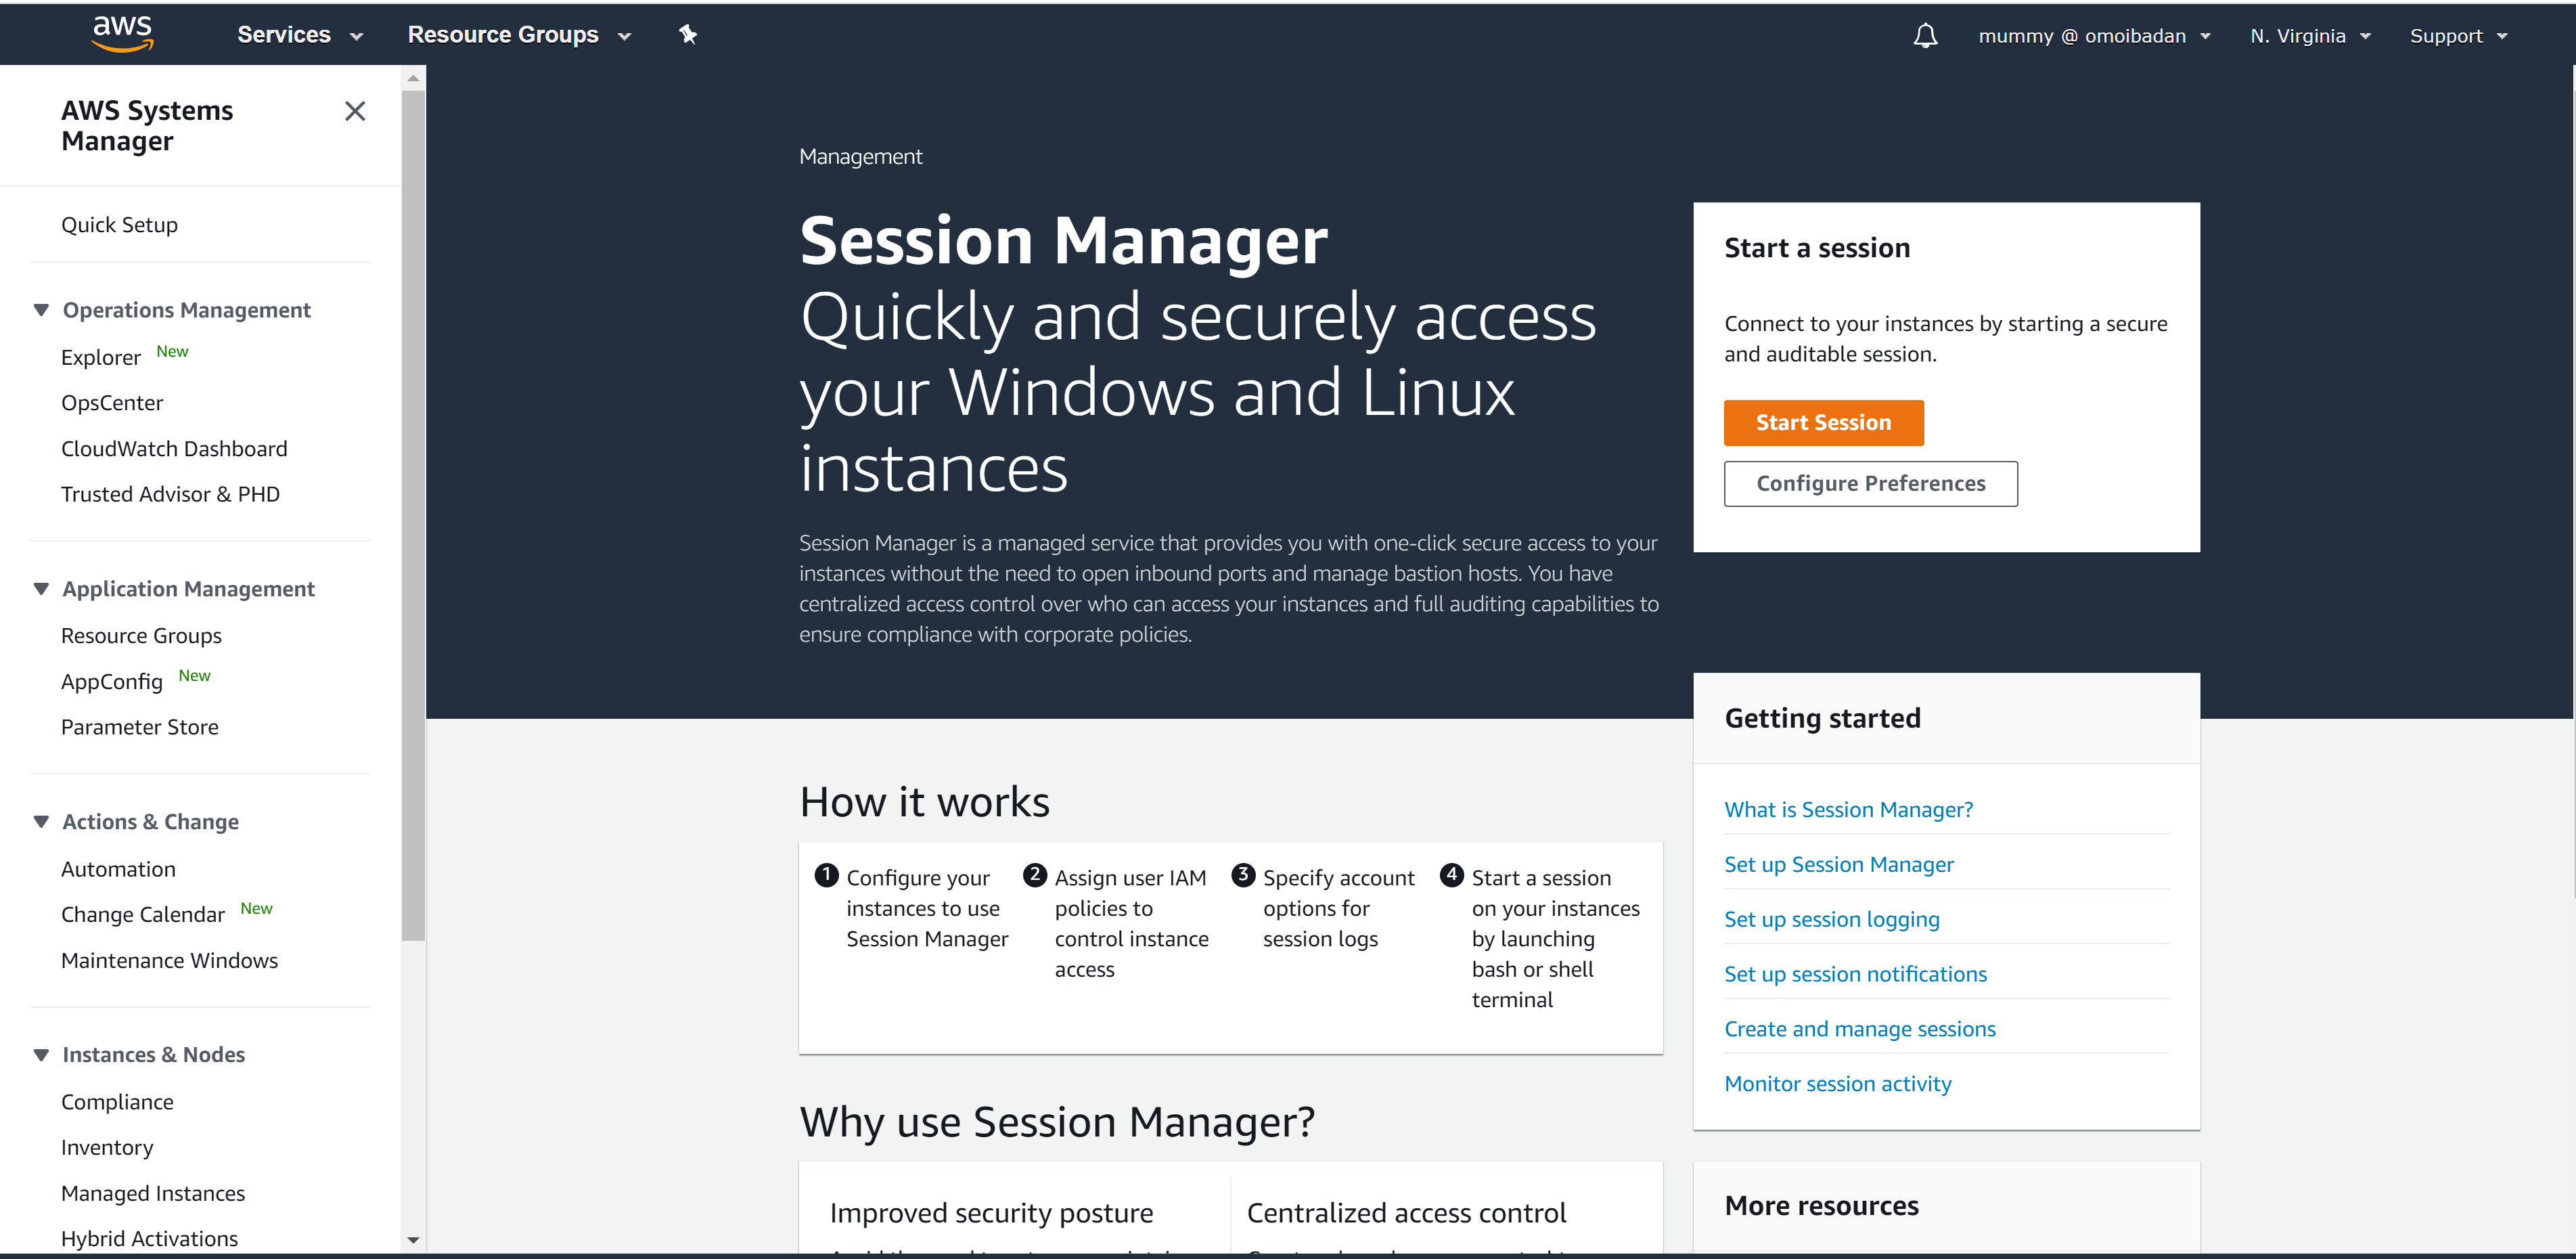 aws
Services
Resource Groups
mummy @ omoibadan
N. Virginia
Support
AWS Systems
Manager
Quick Setup
Operations Management
Explorer New
OpsCenter
CloudWatch Dashboard
Trusted Advisor & PHD
Application Management
Resource Groups
AppConfig New
Parameter Store
Actions & Change
Automation
Change Calendar New
Maintenance Windows
Instances & Nodes
Compliance
Inventory
Managed Instances
Hybrid Activations
Management
Session Manager
Quickly and securely access
your Windows and Linux
instances
Session Manager is a managed service that provides you with one-click secure access to your
instances without the need to open inbound ports and manage bastion hosts. You have
centralized access control over who can access your instances and full auditing capabilities to
ensure compliance with corporate policies.
Start a session
Connect to your instances by starting a secure
and auditable session.
Start Session
Configure Preferences
How it works
1 Configure your
instances to use
Session Manager
2 Assign user IAM
policies to
control instance
access
3 Specify account
options for
session logs
4 Start a session
on your instances
by launching
bash or shell
terminal
Why use Session Manager?
Improved security posture
Centralized access control
Getting started
What is Session Manager?
Set up Session Manager
Set up session logging
Set up session notifications
Create and manage sessions
Monitor session activity
More resources